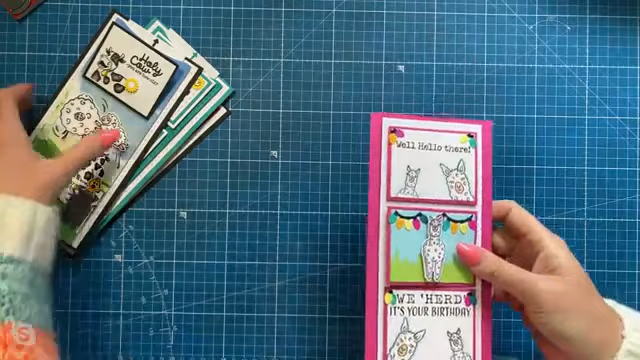 Holy
Cow
Well Hello there!
WE 'HERD'
IT'S YOUR BIRTHDAY